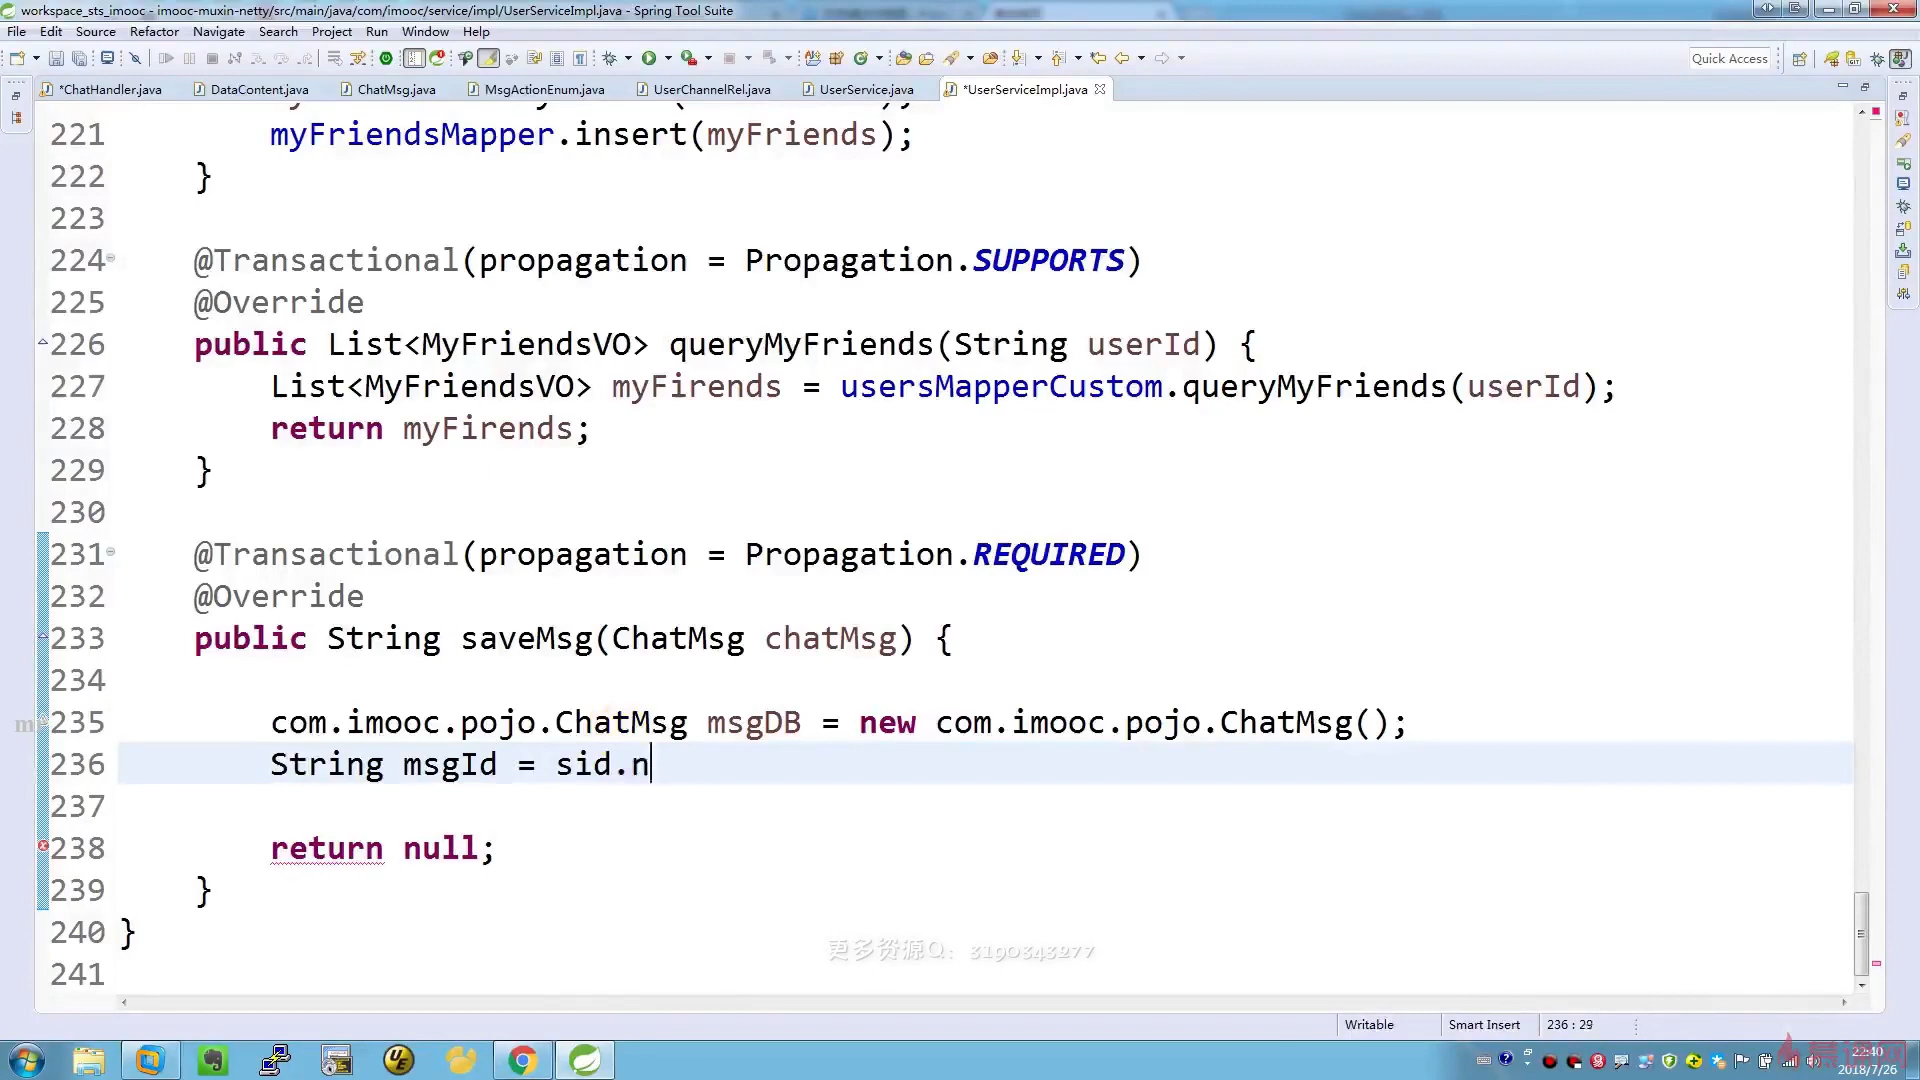 workspace_sts_imooc - imooc-muxin-netty/src/main/java/com/imooc/service/impl/UserServiceImpl.java - Spring Tool Suite
File Edit Source Refactor Navigate Search Project Run Window Help
Quick Access
*ChatHandler.java DataContent.java ChatMsg.java MsgActionEnum.java UserChannelRel.java UserService.java *UserServiceImpl.java
221 myFriendsMapper.insert(myFriends);
222 }
223
224 @Transactional(propagation = Propagation.SUPPORTS)
225 @Override
226 public List<MyFriendsVO> queryMyFriends(String userId) {
227 List<MyFriendsVO> myFirends = usersMapperCustom.queryMyFriends(userId);
228 return myFirends;
229 }
230
231 @Transactional(propagation = Propagation.REQUIRED)
232 @Override
233 public String saveMsg(ChatMsg chatMsg) {
234
235 com.imooc.pojo.ChatMsg msgDB = new com.imooc.pojo.ChatMsg();
236 String msgId = sid.n
237
238 return null;
239 }
240 }
241
更多资源Q：3190343277
Writable Smart Insert 236 : 29
22:40
2018/7/26